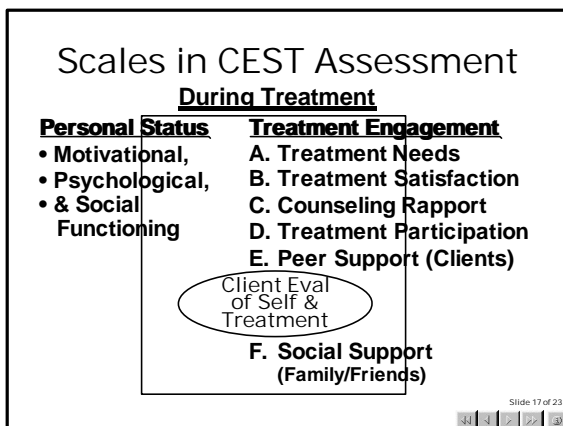 Scales in CEST Assessment
During Treatment
Personal Status
• Motivational,
• Psychological,
• & Social
Functioning
Treatment Engagement
A. Treatment Needs
B. Treatment Satisfaction
C. Counseling Rapport
D. Treatment Participation
E. Peer Support (Clients)
Client Eval
of Self &
Treatment
F. Social Support
(Family/Friends)
Slide 17 of 23